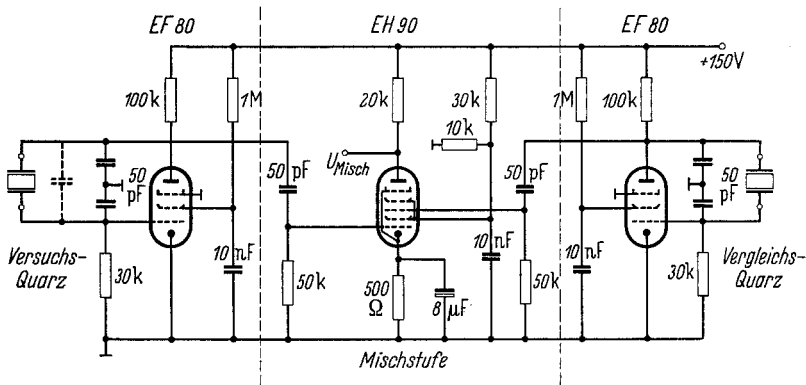 EF 80
EH 90
EF 80
+150V
100k
1M
20k
30k
1M
100k
10k
U Misch
50
pF
50
pF
50
pF
50
pF
Versuchs-
Quarz
30k
10 nF
50k
500
Ω
8 µF
10 nF
50k
10
nF
30k
Vergleichs-
Quarz
Mischstufe